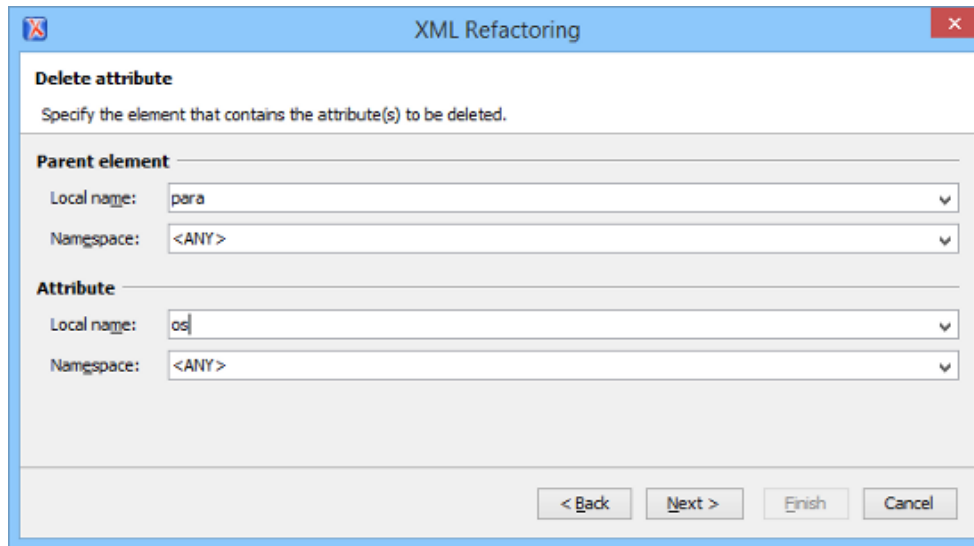 XML Refactoring
Delete attribute
Specify the element that contains the attribute(s) to be deleted.
Parent element
Local name: para
Namespace: <ANY>
Attribute
Local name: os
Namespace: <ANY>
< Back Next > Finish Cancel